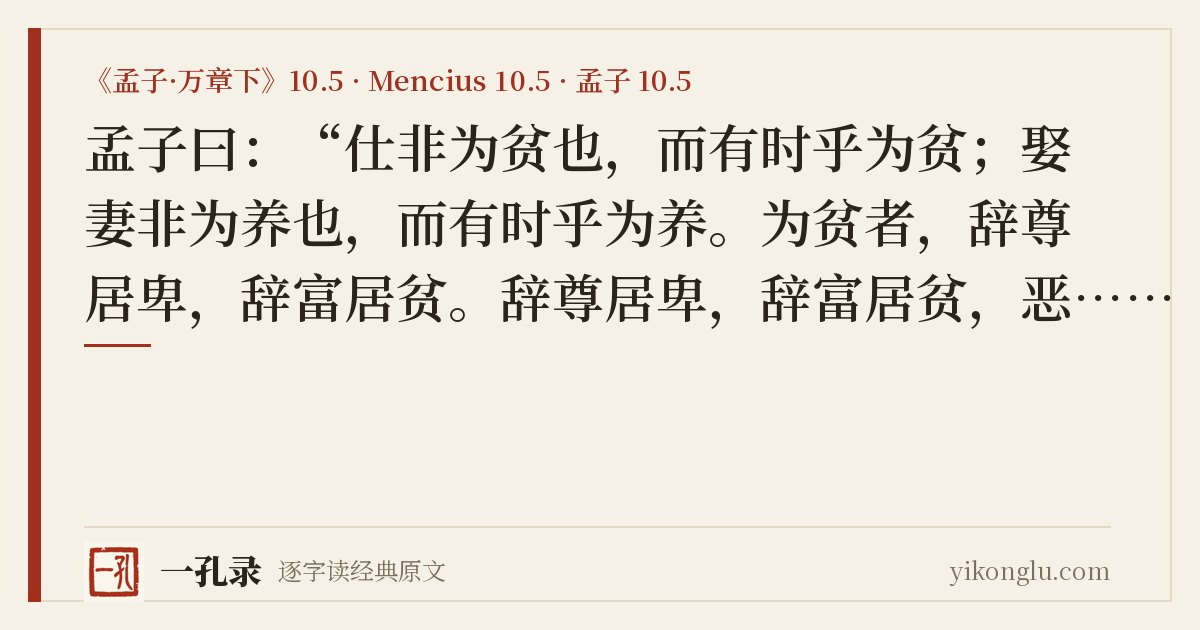 《孟子·万章下》10.5 · Mencius 10.5 · 孟子 10.5
孟子曰：“仕非为贫也，而有时乎为贫；娶
妻非为养也，而有时乎为养。为贫者，辞尊
居卑，辞富居贫。辞尊居卑，辞富居贫，恶……
一孔
一孔录 逐字读经典原文
yikonglu.com